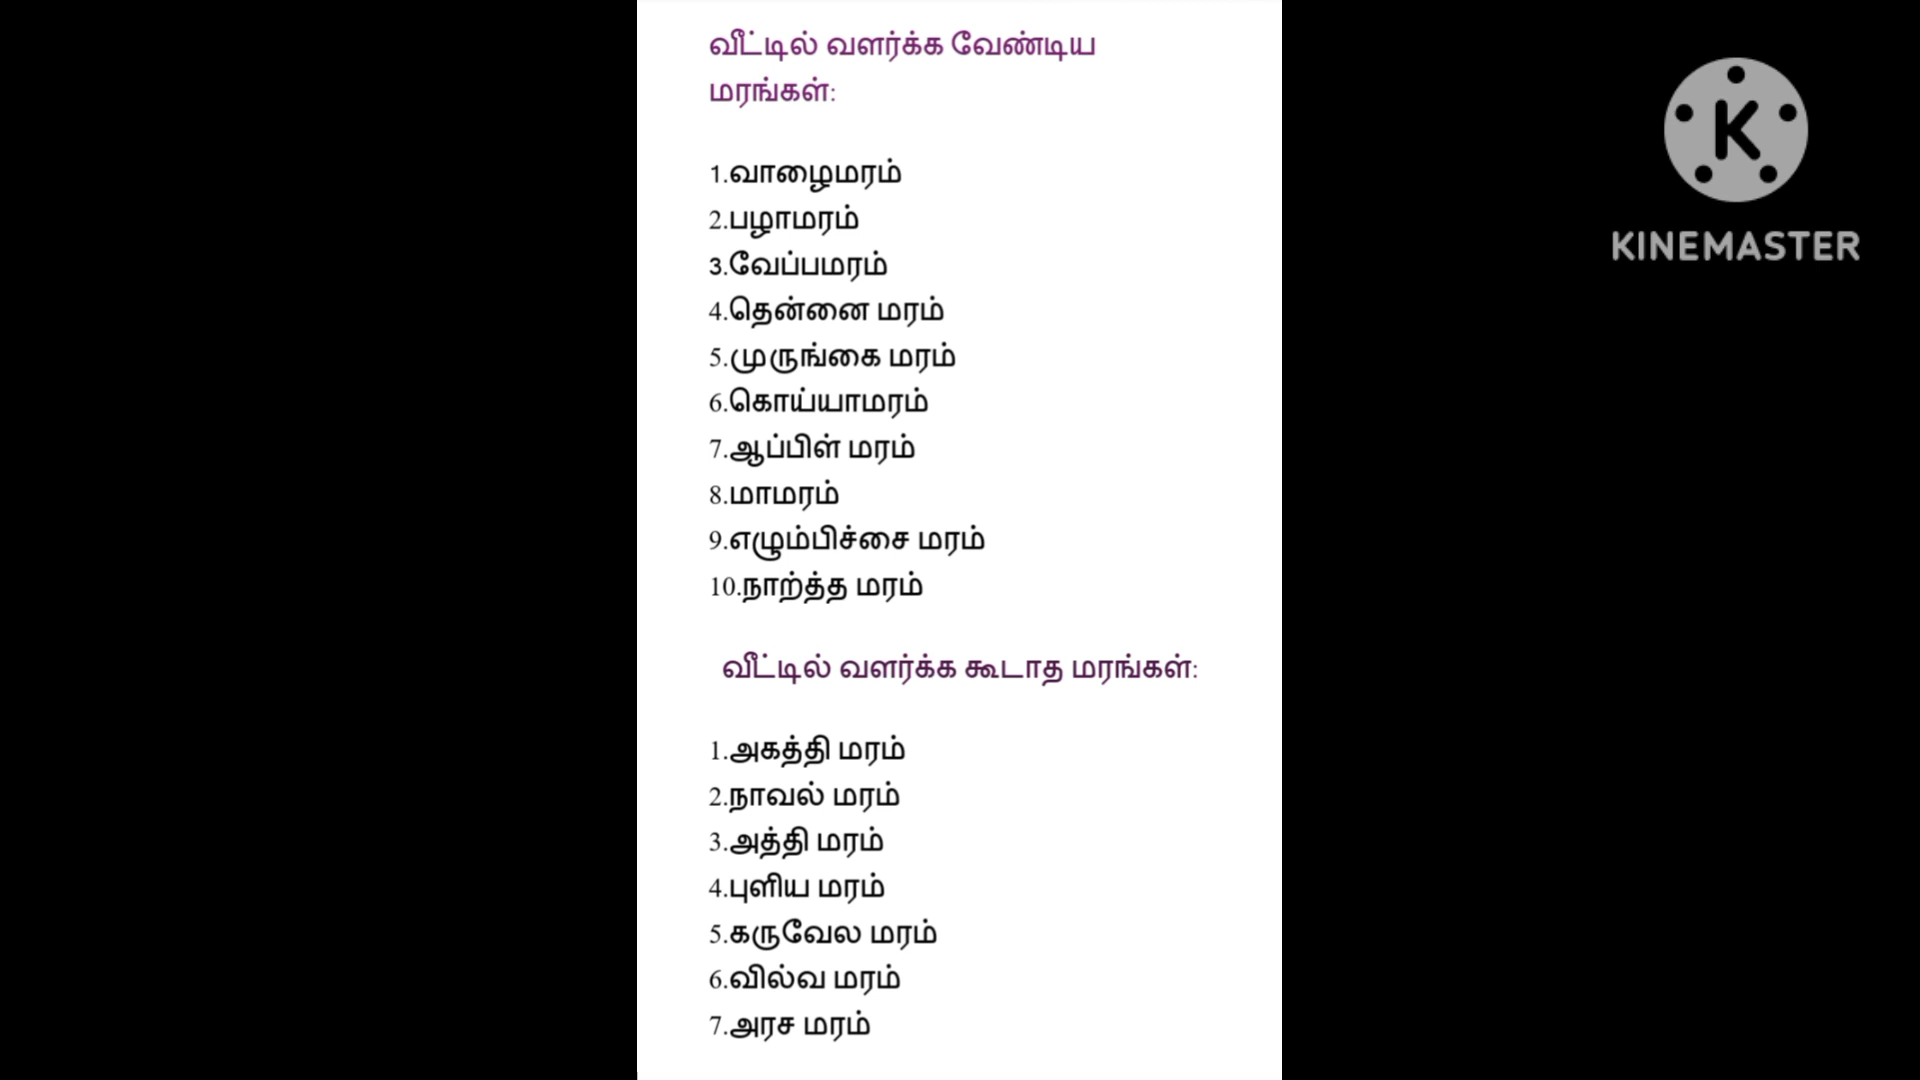 வீட்டில் வளர்க்க வேண்டிய
மரங்கள்:
1.வாழைமரம்
2.பழாமரம்
3.வேப்பமரம்
4.தென்னை மரம்
5.முருங்கை மரம்
6.கொய்யாமரம்
7.ஆப்பிள் மரம்
8.மாமரம்
9.எழும்பிச்சை மரம்
10.நாற்த்த மரம்
வீட்டில் வளர்க்க கூடாத மரங்கள்:
1.அகத்தி மரம்
2.நாவல் மரம்
3.அத்தி மரம்
4.புளிய மரம்
5.கருவேல மரம்
6.வில்வ மரம்
7.அரச மரம்
K
KINEMASTER